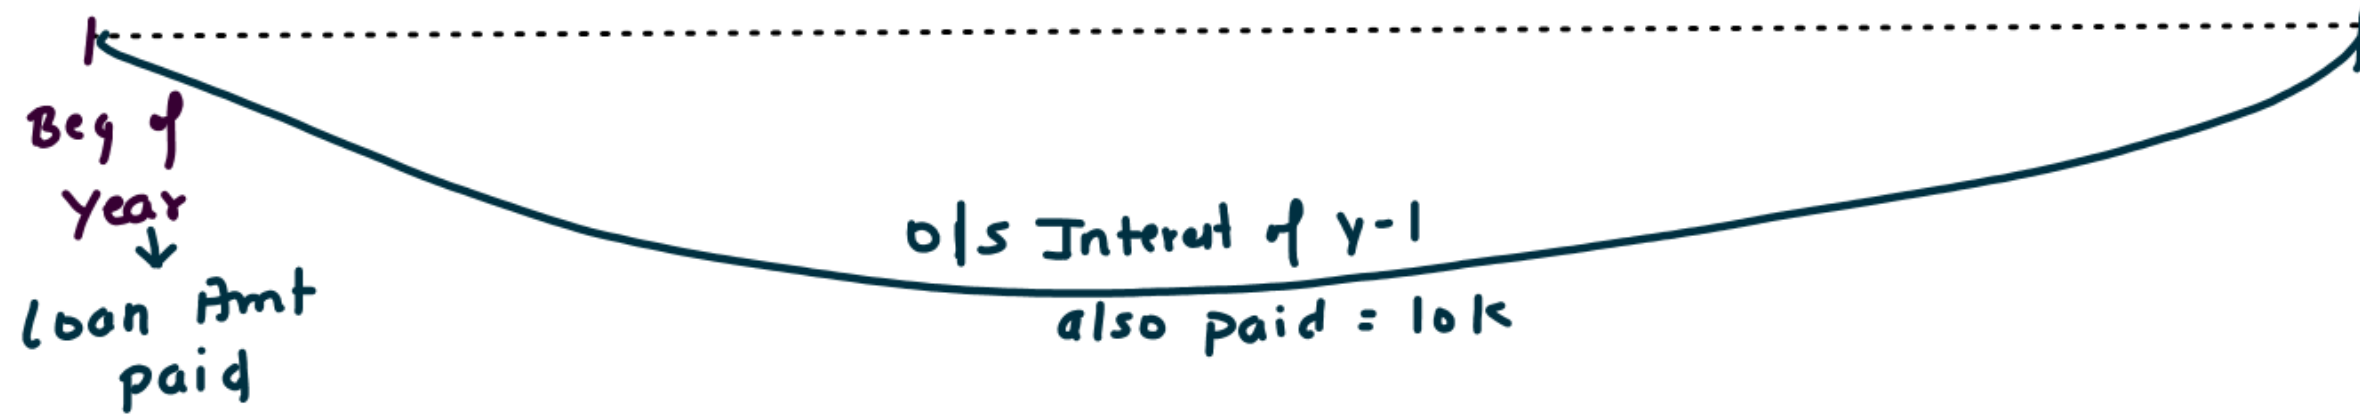 Beg of
Year
Loan Amt
paid
O/S Interest of Y-1
also paid = 10k